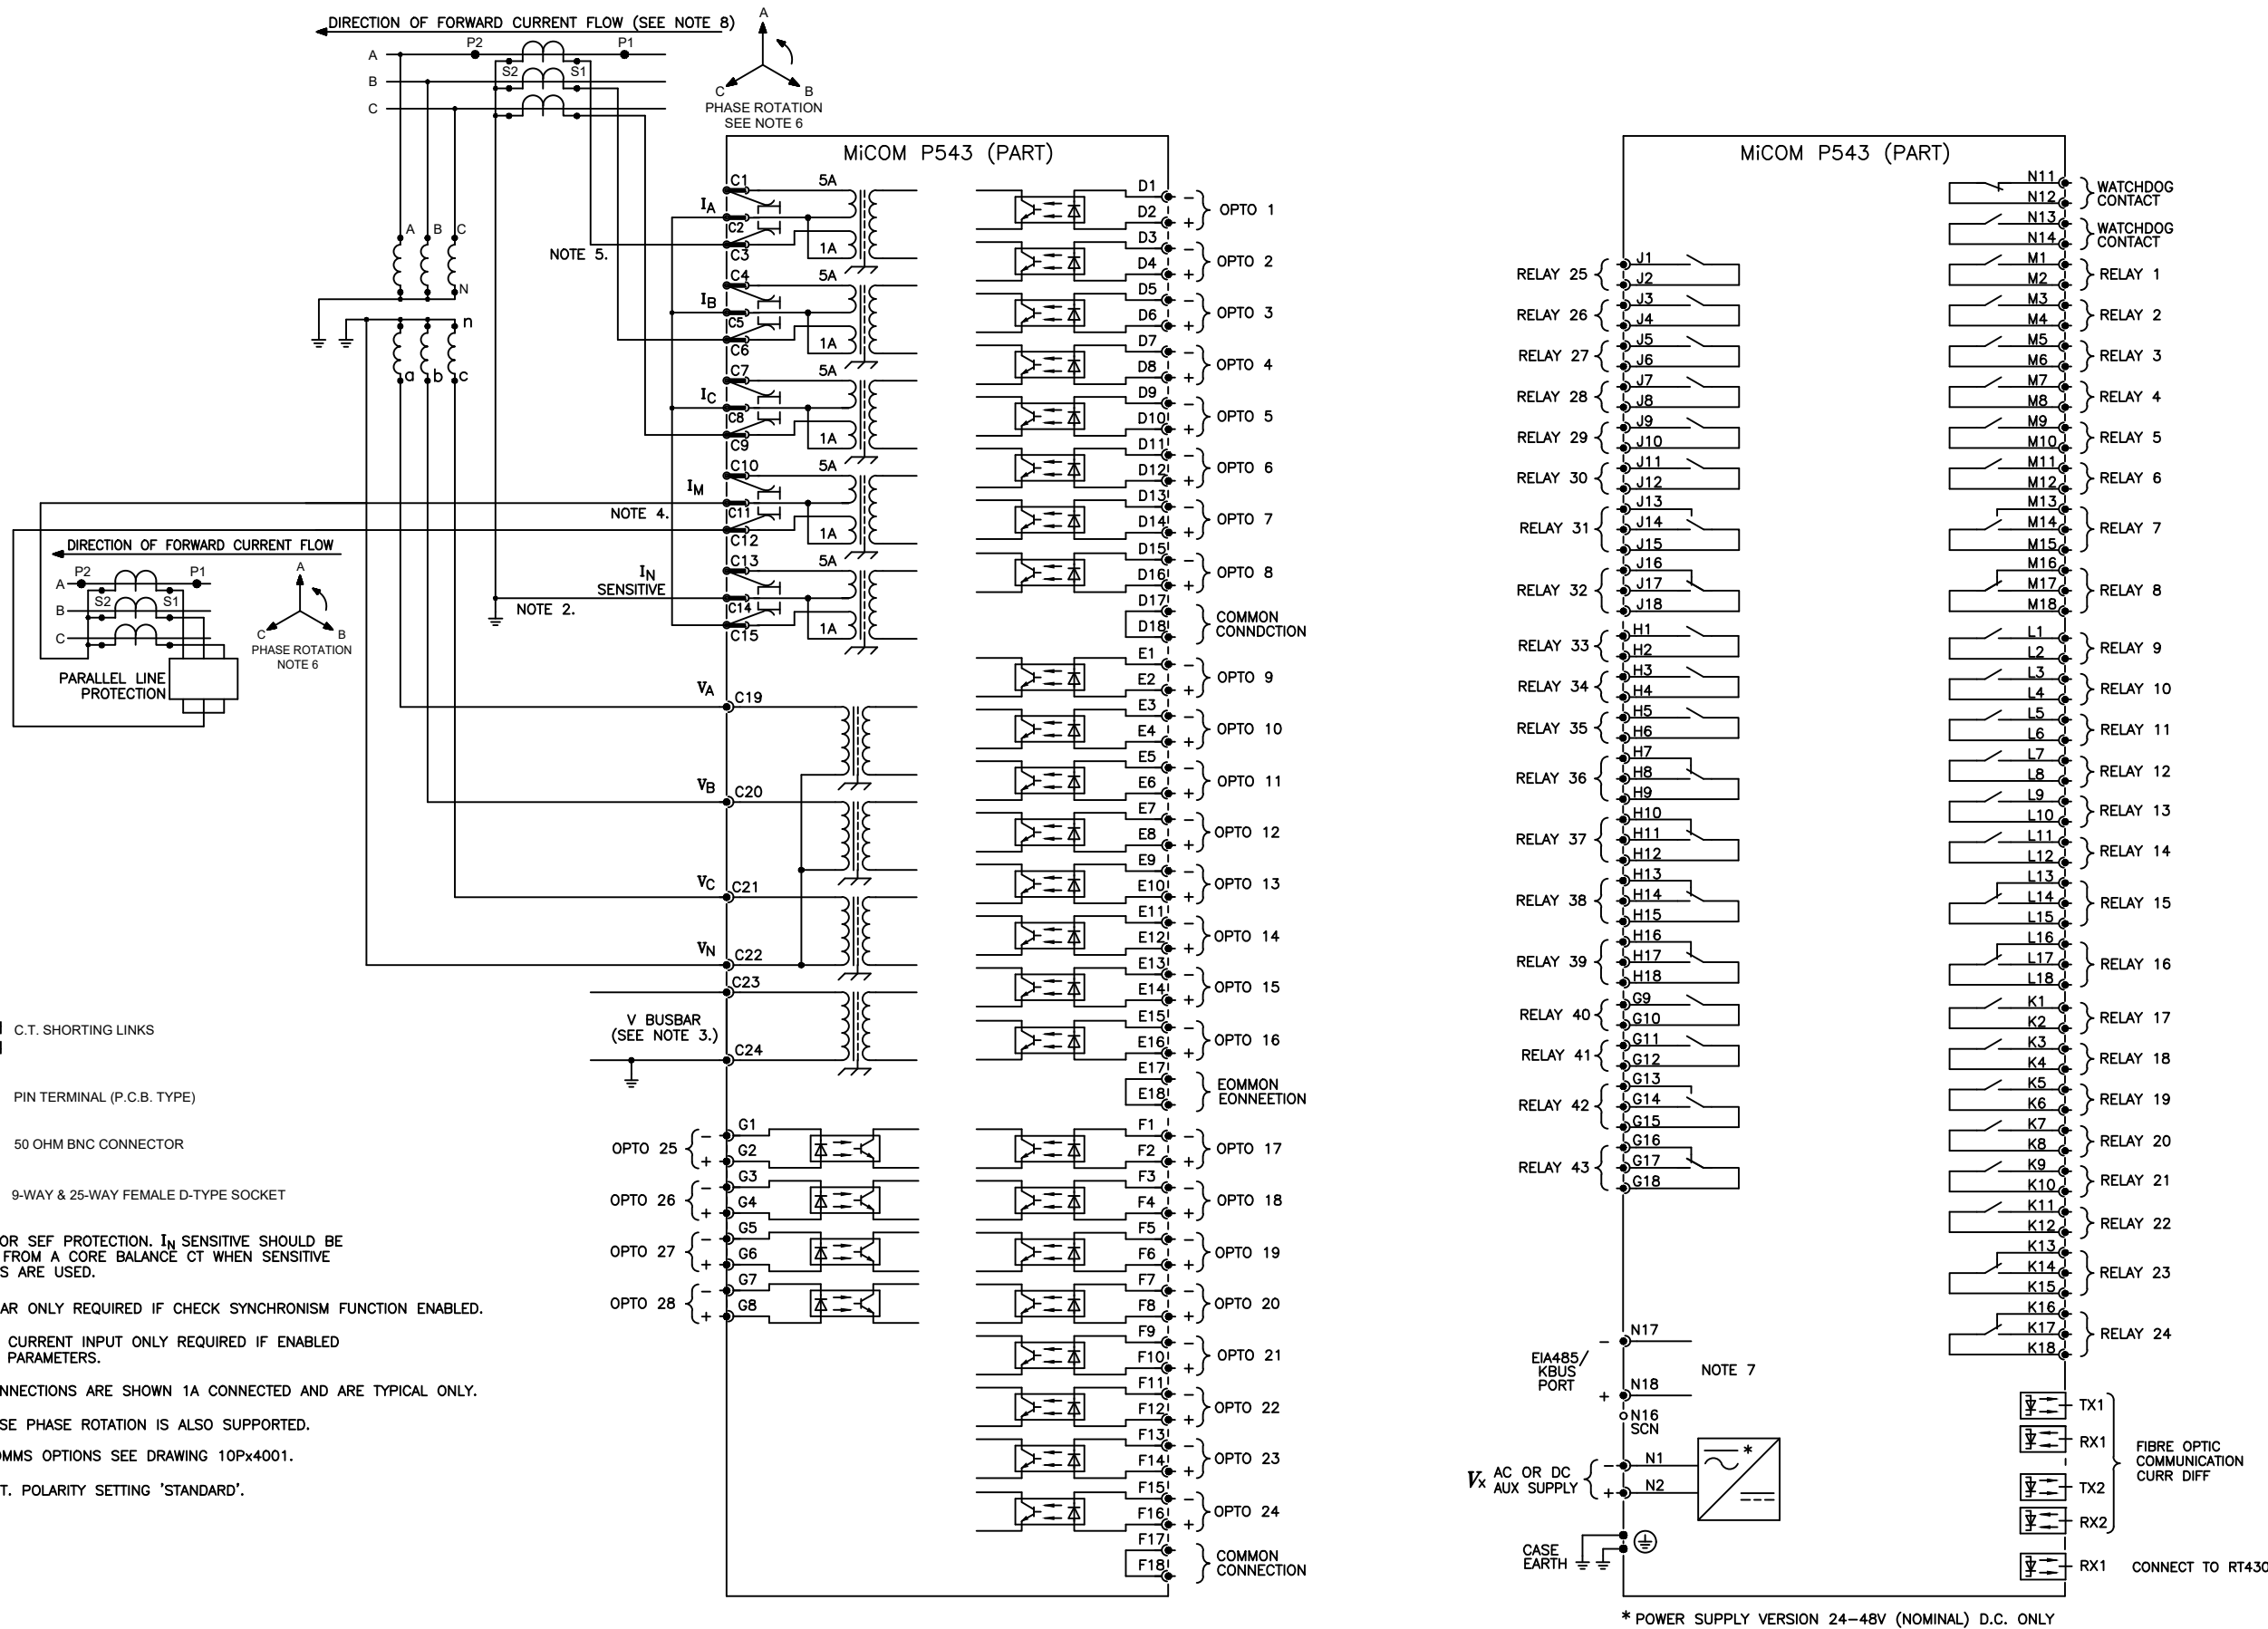 DIRECTION OF FORWARD CURRENT FLOW (SEE NOTE 8)
A
P2
P1
S2
S1
B
C
A
C
B
PHASE ROTATION
SEE NOTE 6
A
B
C
N
n
a
b
c
NOTE 5.
NOTE 4.
NOTE 2.
DIRECTION OF FORWARD CURRENT FLOW
A
P2
P1
S2
S1
B
C
A
C
B
PHASE ROTATION
NOTE 6
PARALLEL LINE
PROTECTION
MiCOM P543 (PART)
C1
5A
IA
C2
C3
1A
C4
5A
IB
C5
C6
1A
C7
5A
IC
C8
C9
1A
C10
5A
IM
C11
C12
1A
C13
5A
IN
SENSITIVE
C14
C15
1A
VA
C19
VB
C20
VC
C21
VN
C22
C23
V BUSBAR
(SEE NOTE 3.)
C24
OPTO 25
- G1
+ G2
OPTO 26
- G3
+ G4
OPTO 27
- G5
+ G6
OPTO 28
- G7
+ G8
D1 -
D2 +
OPTO 1
D3 -
D4 +
OPTO 2
D5 -
D6 +
OPTO 3
D7 -
D8 +
OPTO 4
D9 -
D10 +
OPTO 5
D11 -
D12 +
OPTO 6
D13 -
D14 +
OPTO 7
D15 -
D16 +
OPTO 8
D17
D18
COMMON
CONNDCTION
E1 -
E2 +
OPTO 9
E3 -
E4 +
OPTO 10
E5 -
E6 +
OPTO 11
E7 -
E8 +
OPTO 12
E9 -
E10 +
OPTO 13
E11 -
E12 +
OPTO 14
E13 -
E14 +
OPTO 15
E15 -
E16 +
OPTO 16
E17
E18
EOMMON
EONNEETION
F1 -
F2 +
OPTO 17
F3 -
F4 +
OPTO 18
F5 -
F6 +
OPTO 19
F7 -
F8 +
OPTO 20
F9 -
F10 +
OPTO 21
F11 -
F12 +
OPTO 22
F13 -
F14 +
OPTO 23
F15 -
F16 +
OPTO 24
F17
F18
COMMON
CONNECTION
C.T. SHORTING LINKS
PIN TERMINAL (P.C.B. TYPE)
50 OHM BNC CONNECTOR
9-WAY & 25-WAY FEMALE D-TYPE SOCKET
OR SEF PROTECTION. IN SENSITIVE SHOULD BE
FROM A CORE BALANCE CT WHEN SENSITIVE
S ARE USED.
AR ONLY REQUIRED IF CHECK SYNCHRONISM FUNCTION ENABLED.
CURRENT INPUT ONLY REQUIRED IF ENABLED
PARAMETERS.
NNECTIONS ARE SHOWN 1A CONNECTED AND ARE TYPICAL ONLY.
SE PHASE ROTATION IS ALSO SUPPORTED.
OMMS OPTIONS SEE DRAWING 10Px4001.
T. POLARITY SETTING 'STANDARD'.
MiCOM P543 (PART)
RELAY 25
J1
J2
RELAY 26
J3
J4
RELAY 27
J5
J6
RELAY 28
J7
J8
RELAY 29
J9
J10
RELAY 30
J11
J12
RELAY 31
J13
J14
J15
RELAY 32
J16
J17
J18
RELAY 33
H1
H2
RELAY 34
H3
H4
RELAY 35
H5
H6
RELAY 36
H7
H8
H9
RELAY 37
H10
H11
H12
RELAY 38
H13
H14
H15
RELAY 39
H16
H17
H18
RELAY 40
G9
G10
RELAY 41
G11
G12
RELAY 42
G13
G14
G15
RELAY 43
G16
G17
G18
EIA485/
KBUS
PORT
- N17
+ N18
NOTE 7
N16
SCN
Vx AC OR DC
AUX SUPPLY
- N1
+ N2
*
CASE
EARTH
N11
N12
WATCHDOG
CONTACT
N13
N14
WATCHDOG
CONTACT
M1
M2
RELAY 1
M3
M4
RELAY 2
M5
M6
RELAY 3
M7
M8
RELAY 4
M9
M10
RELAY 5
M11
M12
RELAY 6
M13
M14
M15
RELAY 7
M16
M17
M18
RELAY 8
L1
L2
RELAY 9
L3
L4
RELAY 10
L5
L6
RELAY 11
L7
L8
RELAY 12
L9
L10
RELAY 13
L11
L12
RELAY 14
L13
L14
L15
RELAY 15
L16
L17
L18
RELAY 16
K1
K2
RELAY 17
K3
K4
RELAY 18
K5
K6
RELAY 19
K7
K8
RELAY 20
K9
K10
RELAY 21
K11
K12
RELAY 22
K13
K14
K15
RELAY 23
K16
K17
K18
RELAY 24
TX1
RX1
TX2
RX2
FIBRE OPTIC
COMMUNICATION
CURR DIFF
RX1 CONNECT TO RT430
* POWER SUPPLY VERSION 24-48V (NOMINAL) D.C. ONLY